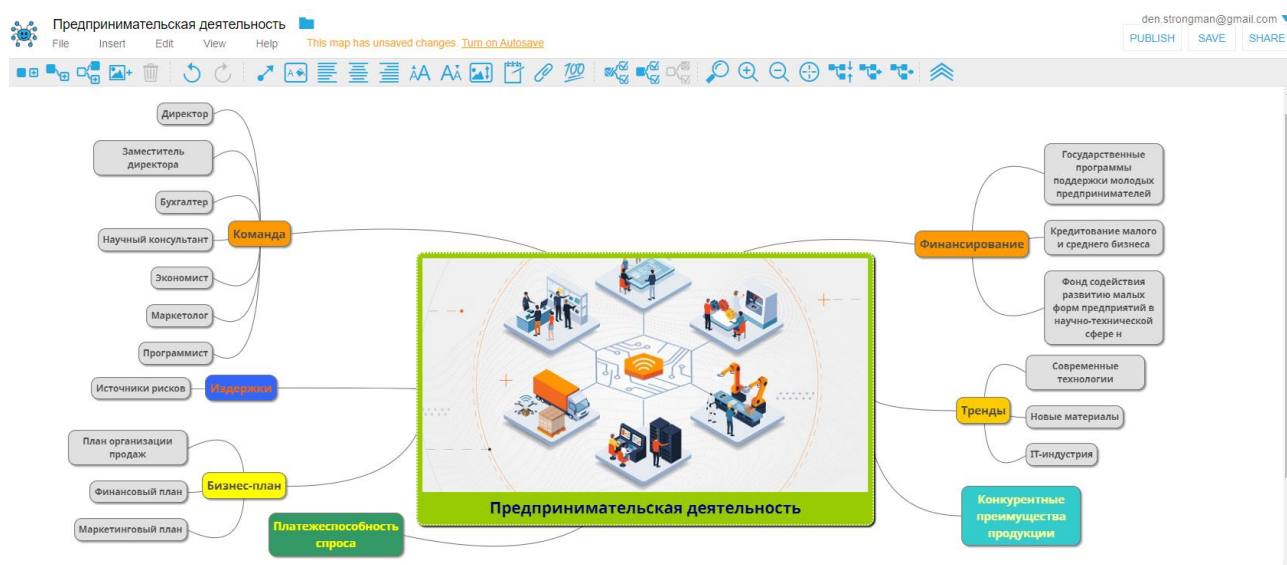 Предпринимательская деятельность
den.strongman@gmail.com
File Insert Edit View Help
This map has unsaved changes. Turn on Autosave
PUBLISH SAVE SHARE
Директор
Заместитель
директора
Бухгалтер
Научный консультант
Экономист
Маркетолог
Программист
Команда
Источники рисков
Издержки
План организации
продаж
Финансовый план
Маркетинговый план
Бизнес-план
Платежеспособность
спроса
Предпринимательская деятельность
Финансирование
Государственные
программы
поддержки молодых
предпринимателей
Кредитование малого
и среднего бизнеса
Фонд содействия
развитию малых
форм предприятий в
научно-технической
сфере н
Тренды
Современные
технологии
Новые материалы
IT-индустрия
Конкурентные
преимущества
продукции